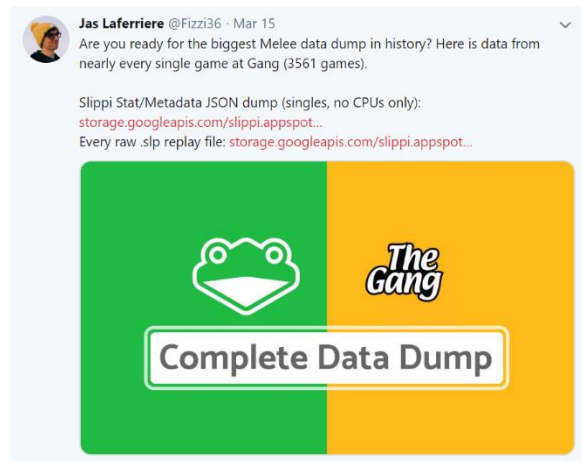 Jas Laferriere @Fizzi36 · Mar 15
Are you ready for the biggest Melee data dump in history? Here is data from
nearly every single game at Gang (3561 games).
Slippi Stat/Metadata JSON dump (singles, no CPUs only):
storage.googleapis.com/slippi.appspot...
Every raw .slp replay file: storage.googleapis.com/slippi.appspot...
The
Gang
Complete Data Dump